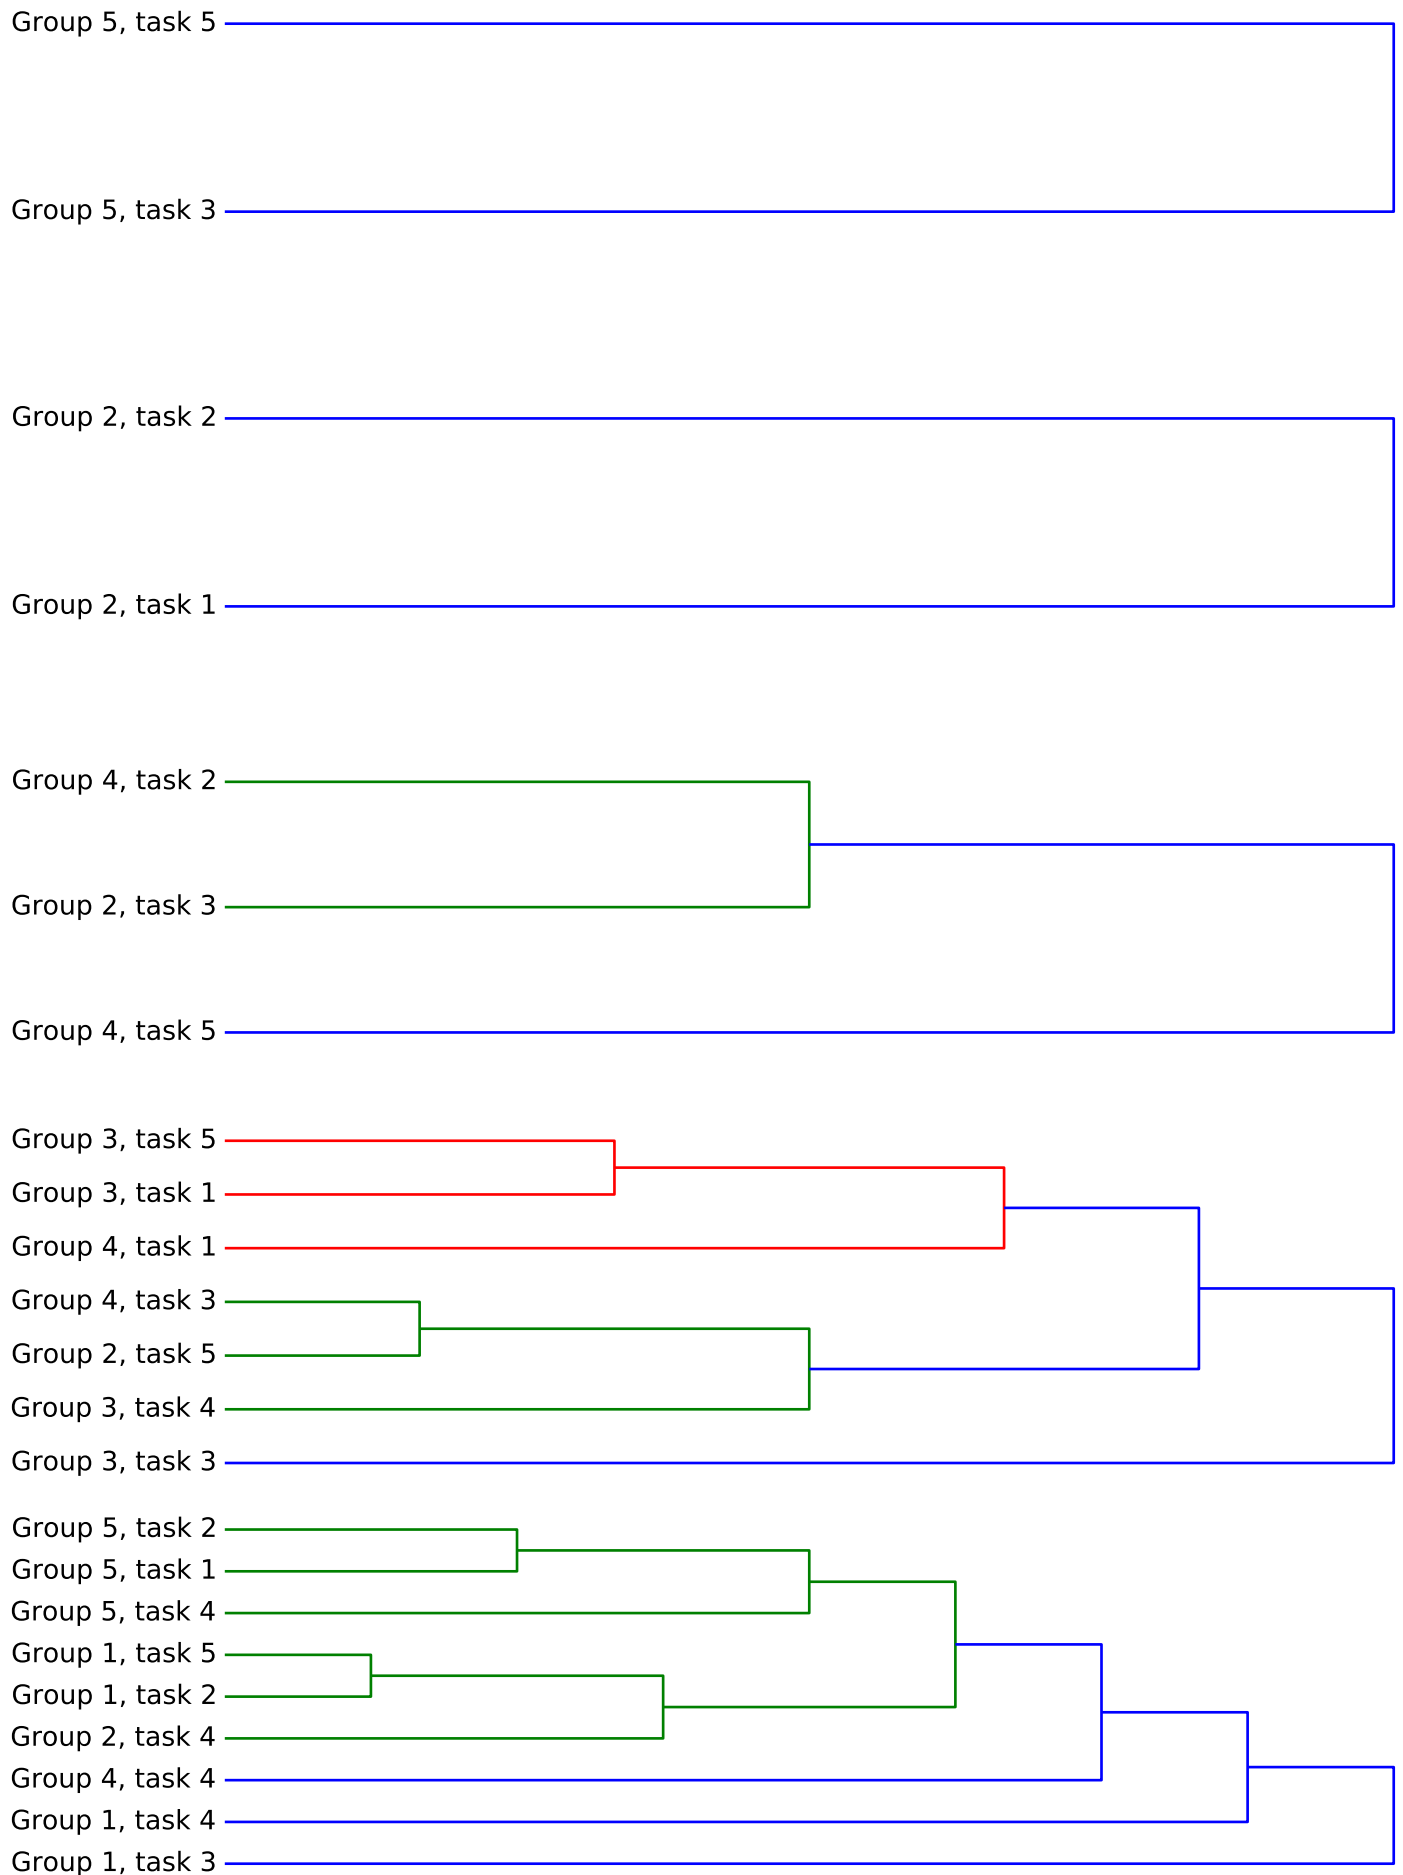 Group 5, task 5
Group 5, task 3
Group 2, task 2
Group 2, task 1
Group 4, task 2
Group 2, task 3
Group 4, task 5
Group 3, task 5
Group 3, task 1
Group 4, task 1
Group 4, task 3
Group 2, task 5
Group 3, task 4
Group 3, task 3
Group 5, task 2
Group 5, task 1
Group 5, task 4
Group 1, task 5
Group 1, task 2
Group 2, task 4
Group 4, task 4
Group 1, task 4
Group 1, task 3